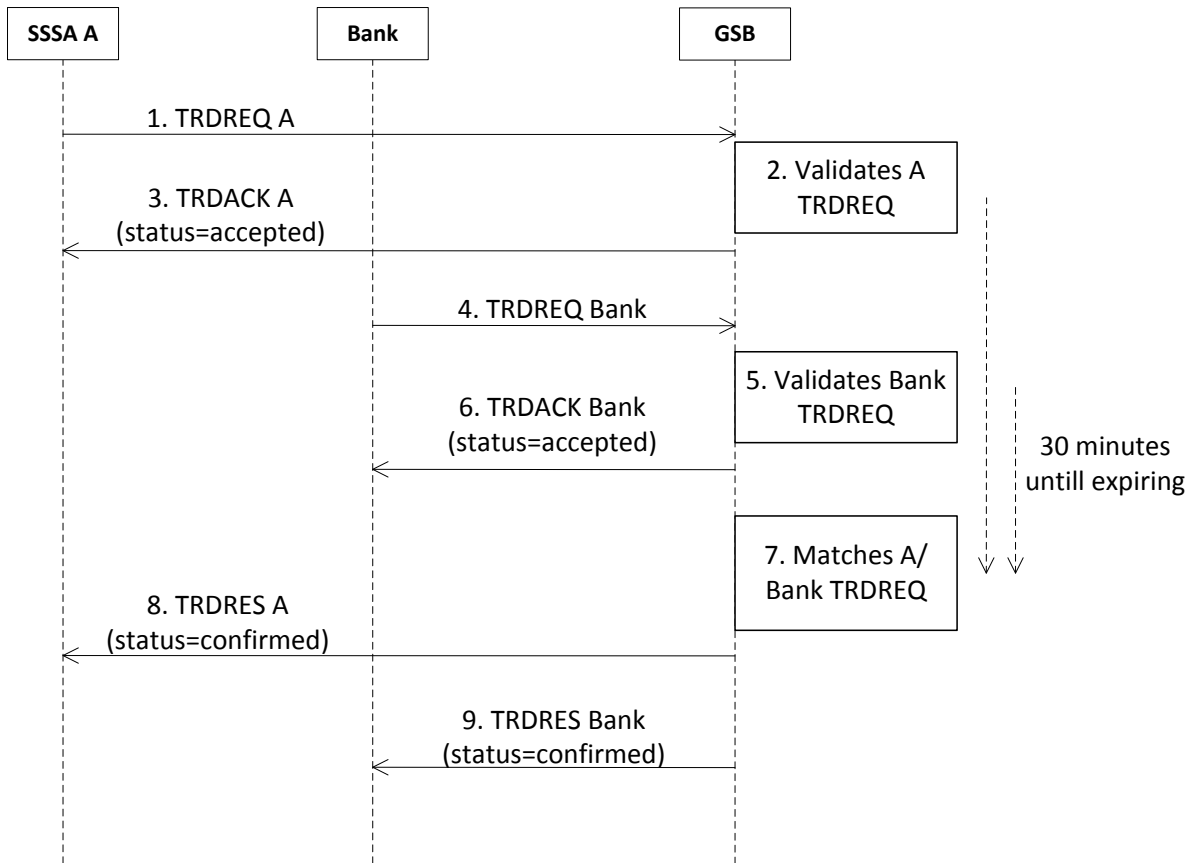 SSSA A
Bank
GSB
1. TRDREQ A
2. Validates A
TRDREQ
3. TRDACK A
(status=accepted)
4. TRDREQ Bank
5. Validates Bank
TRDREQ
6. TRDACK Bank
(status=accepted)
30 minutes
untill expiring
7. Matches A/
Bank TRDREQ
8. TRDRES A
(status=confirmed)
9. TRDRES Bank
(status=confirmed)